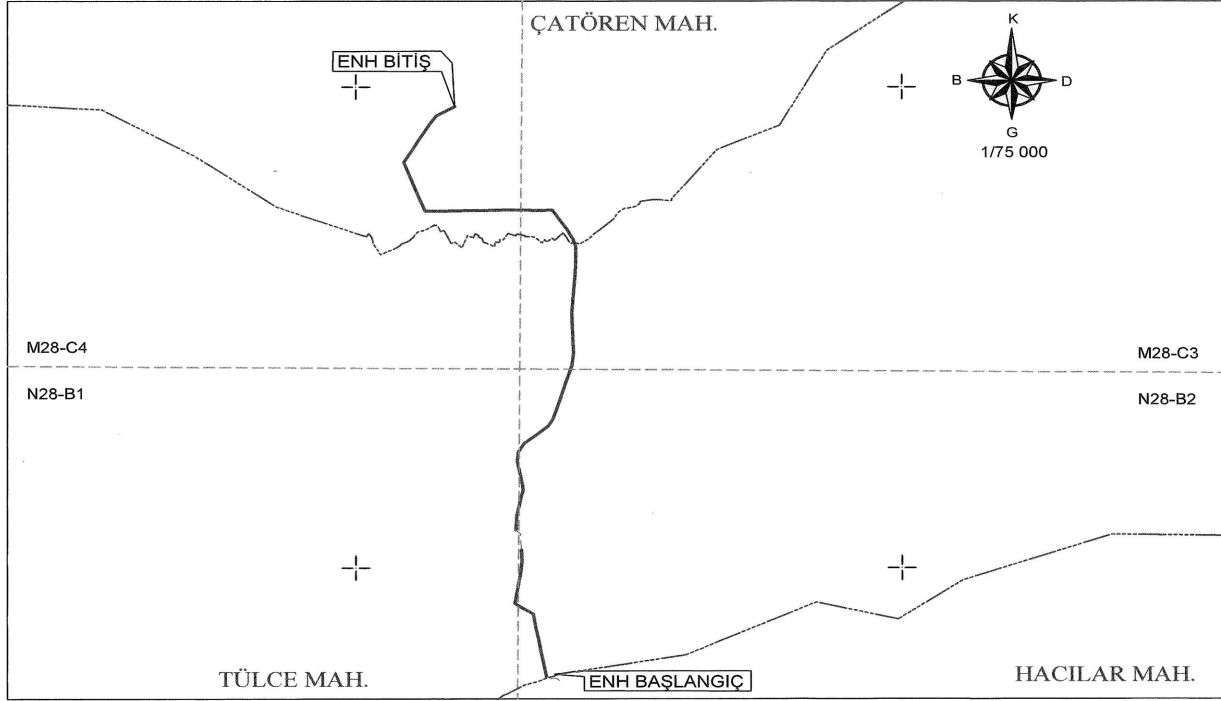 ÇATÖREN MAH.
K
ENH BİTİŞ
B
D
G
1/75 000
M28-C4
M28-C3
N28-B1
N28-B2
TÜLCE MAH.
ENH BAŞLANGIÇ
HACILAR MAH.